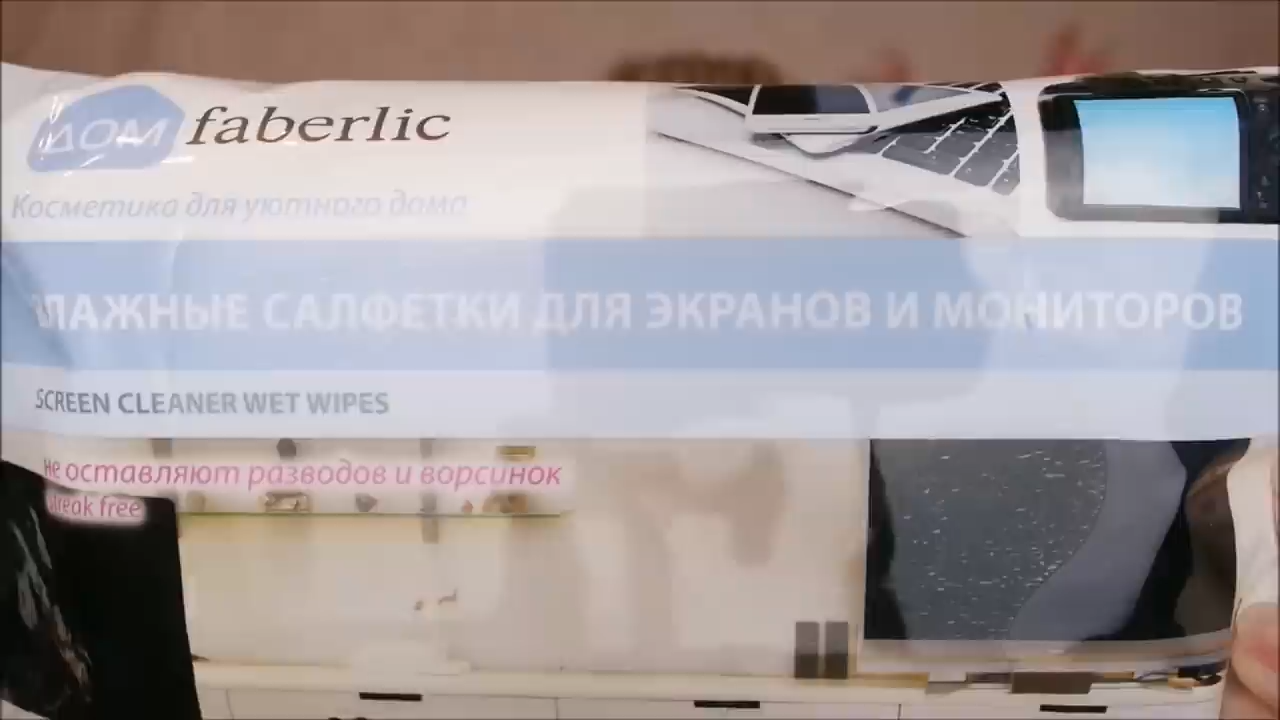 ДОМ faberlic
Косметика для уютного дома
ВЛАЖНЫЕ САЛФЕТКИ ДЛЯ ЭКРАНОВ И МОНИТОРОВ
SCREEN CLEANER WET WIPES
не оставляют разводов и ворсинок
streak free